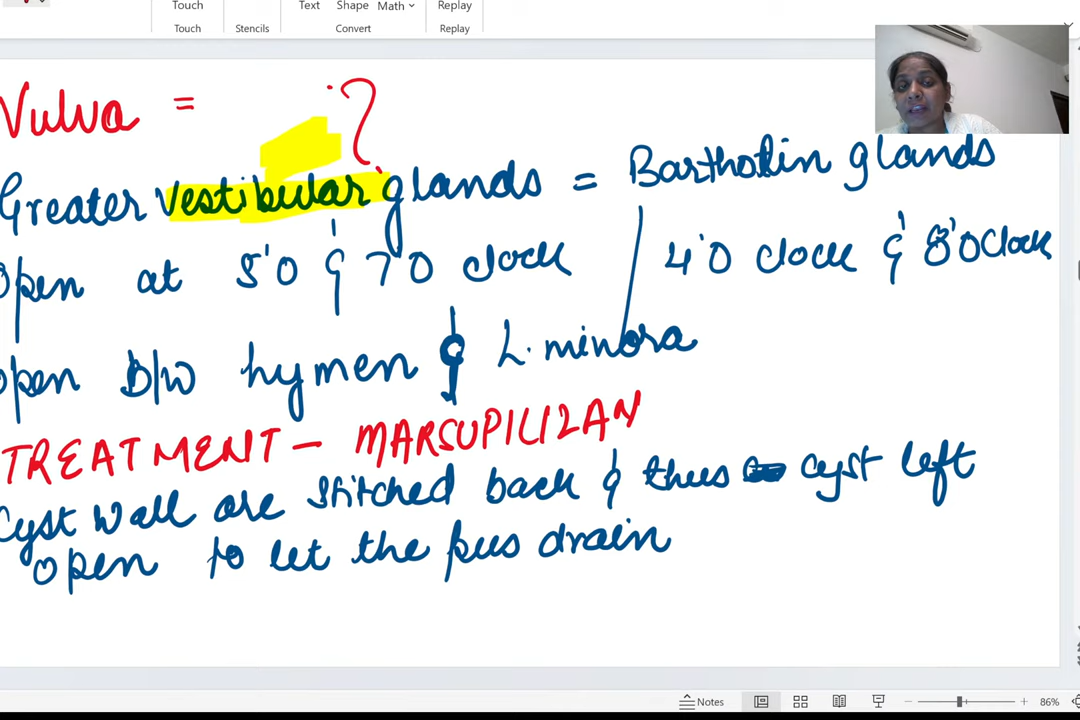 Touch Text Shape Math Replay
Touch Stencils Convert Replay
Vulva = ?
Greater vestibular glands = Bartholin glands
open at 5'0 & 7'0 clock / 4'0 clock & 8'0 clock
open B/W hymen & L. minora
TREATMENT - MARSUPILIZAN
Cyst wall are stitched back & thus cyst left
open to let the pus drain
Notes 86%